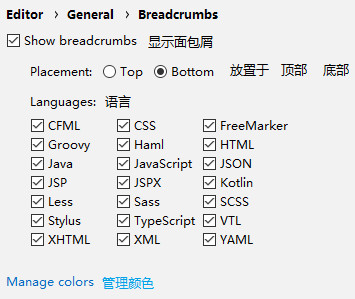 Editor > General > Breadcrumbs
Show breadcrumbs 显示面包屑
Placement: Top Bottom 放置于 顶部 底部
Languages: 语言
CFML CSS FreeMarker
Groovy Haml HTML
Java JavaScript JSON
JSP JSPX Kotlin
Less Sass SCSS
Stylus TypeScript VTL
XHTML XML YAML
Manage colors 管理颜色